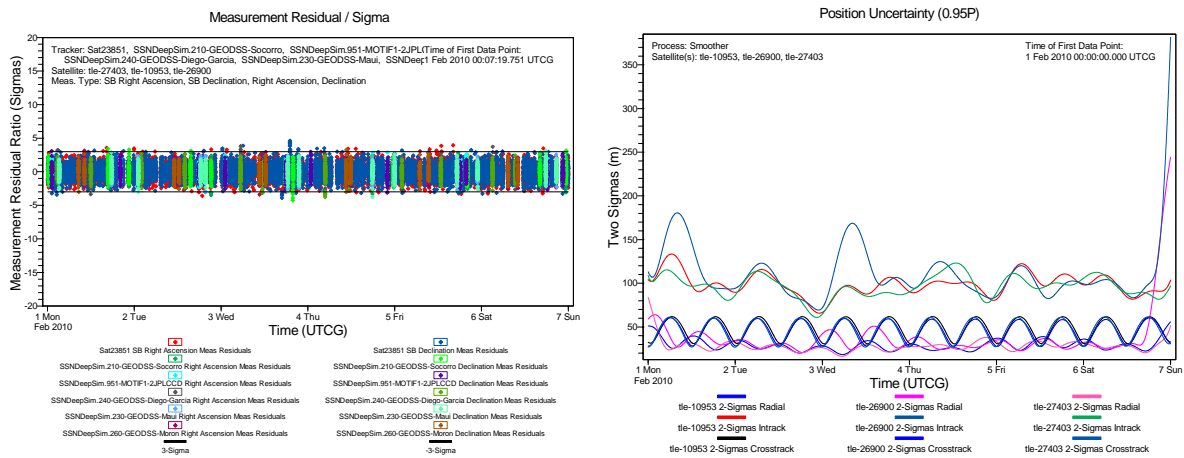 Measurement Residual / Sigma
Tracker: Sat23851, SSNDeepSim.210-GEODSS-Socorro, SSNDeepSim.951-MOTIF1-2JPL Time of First Data Point:
SSNDeepSim.240-GEODSS-Diego-Garcia, SSNDeepSim.230-GEODSS-Maui, 1 Feb 2010 00:07:19.751 UTCG
Satellite: tle-27403, tle-10953, tle-26900
Meas. Type: SB Right Ascension, SB Declination, Right Ascension, Declination
Measurement Residual Ratio (Sigmas)
20
15
10
5
0
-5
-10
-15
-20
1 Mon 2 Tue 3 Wed 4 Thu 5 Fri 6 Sat 7 Sun
Feb 2010
Time (UTCG)
Sat23851 SB Right Ascension Meas Residuals
Sat23851 SB Declination Meas Residuals
SSNDeepSim.210-GEODSS-Socorro Right Ascension Meas Residuals
SSNDeepSim.210-GEODSS-Socorro Declination Meas Residuals
SSNDeepSim.951-MOTIF1-2JPLCCD Right Ascension Meas Residuals
SSNDeepSim.951-MOTIF1-2JPLCCD Declination Meas Residuals
SSNDeepSim.240-GEODSS-Diego-Garcia Right Ascension Meas Residuals
SSNDeepSim.240-GEODSS-Diego-Garcia Declination Meas Residuals
SSNDeepSim.230-GEODSS-Maui Right Ascension Meas Residuals
SSNDeepSim.230-GEODSS-Maui Declination Meas Residuals
SSNDeepSim.260-GEODSS-Moron Right Ascension Meas Residuals
SSNDeepSim.260-GEODSS-Moron Declination Meas Residuals
3-Sigma
-3-Sigma
Position Uncertainty (0.95P)
Process: Smoother
Satellite(s): tle-10953, tle-26900, tle-27403
Time of First Data Point:
1 Feb 2010 00:00:00.000 UTCG
Two Sigmas (m)
350
300
250
200
150
100
50
1 Mon 2 Tue 3 Wed 4 Thu 5 Fri 6 Sat 7 Sun
Feb 2010
Time (UTCG)
tle-10953 2-Sigmas Radial
tle-26900 2-Sigmas Radial
tle-27403 2-Sigmas Radial
tle-10953 2-Sigmas Intrack
tle-26900 2-Sigmas Intrack
tle-27403 2-Sigmas Intrack
tle-10953 2-Sigmas Crosstrack
tle-26900 2-Sigmas Crosstrack
tle-27403 2-Sigmas Crosstrack